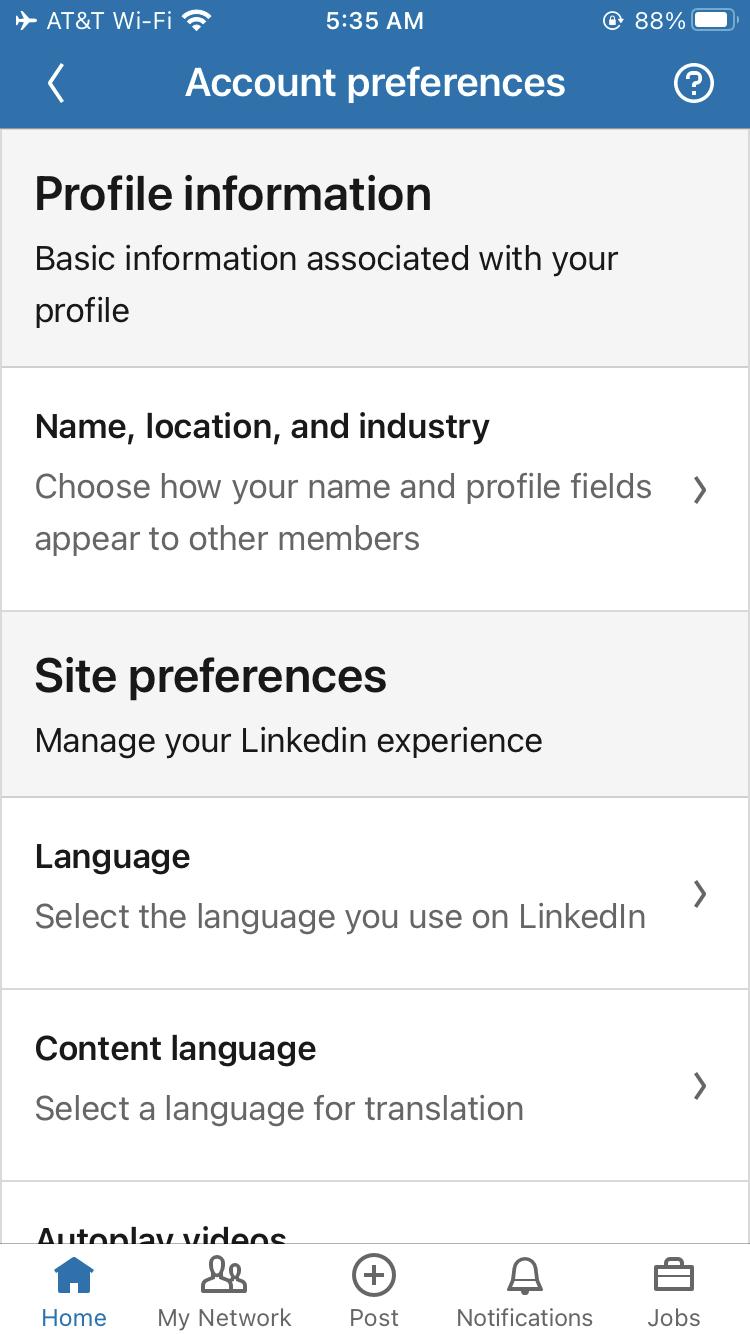 AT&T Wi-Fi 5:35 AM 88%
Account preferences
Profile information
Basic information associated with your
profile
Name, location, and industry
Choose how your name and profile fields
appear to other members
Site preferences
Manage your Linkedin experience
Language
Select the language you use on LinkedIn
Content language
Select a language for translation
Autoplay videos
Home My Network Post Notifications Jobs